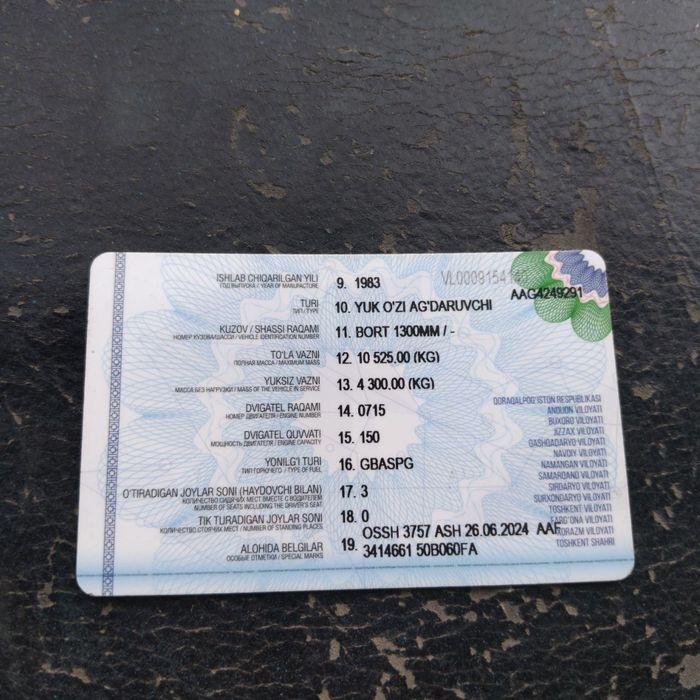 ISHLAB CHIQARILGAN YILI 9. 1983 VL0009154
ГОД ВЫПУСКА / YEAR OF MANUFACTURE
AAG4249291
TURI 10. YUK O'ZI AG'DARUVCHI
ТИП / TYPE
KUZOV / SHASSI RAQAMI 11. BORT 1300MM / -
НОМЕР КУЗОВА/ШАССИ / VEHICLE IDENTIFICATION NUMBER
TO'LA VAZNI 12. 10 525.00 (KG)
ПОЛНАЯ МАССА / MAXIMUM MASS
YUKSIZ VAZNI 13. 4 300.00 (KG)
МАССА БЕЗ НАГРУЗКИ / MASS OF THE VEHICLE IN SERVICE
DVIGATEL RAQAMI 14. 0715
НОМЕР ДВИГАТЕЛЯ / ENGINE NUMBER
DVIGATEL QUVVATI 15. 150
МОЩНОСТЬ ДВИГАТЕЛЯ / ENGINE CAPACITY
YONILG'I TURI 16. GBASPG
ТИП ГОРЮЧЕГО / TYPE OF FUEL
O'TIRADIGAN JOYLAR SONI (HAYDOVCHI BILAN) 17. 3
КОЛИЧЕСТВО СИДЯЧИХ МЕСТ ВМЕСТЕ С ВОДИТЕЛЕМ
NUMBER OF SEATS INCLUDING THE DRIVER'S SEAT
TIK TURADIGAN JOYLAR SONI 18. 0
КОЛИЧЕСТВО СТОЯЧИХ МЕСТ / NUMBER OF STANDING PLACES
ALOHIDA BELGILAR 19. OSSH 3757 ASH 26.06.2024 AAF
3414661 50B060FA
ОСОБЫЕ ОТМЕТКИ / SPECIAL MARKS
QORAQALPOG'ISTON RESPUBLIKASI
ANDIJON VILOYATI
BUXORO VILOYATI
JIZZAX VILOYATI
QASHQADARYO VILOYATI
NAVOIY VILOYATI
NAMANGAN VILOYATI
SAMARQAND VILOYATI
SIRDARYO VILOYATI
SURXONDARYO VILOYATI
TOSHKENT VILOYATI
FARG'ONA VILOYATI
XORAZM VILOYATI
TOSHKENT SHAHRI